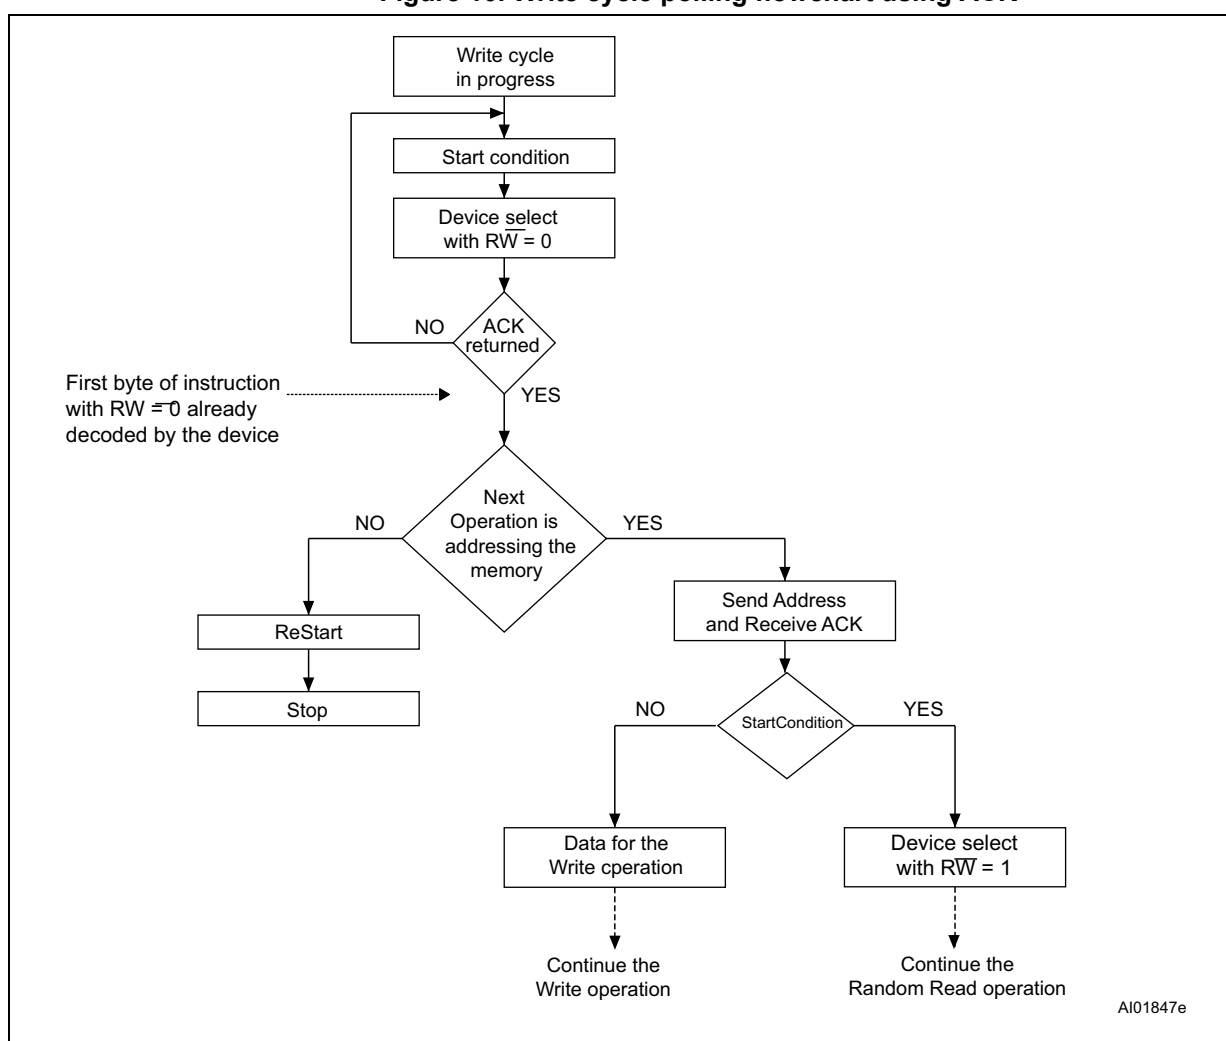 Figure 10. Write cycle polling flowchart using ACK
Write cycle
in progress
Start condition
Device select
with RW̅ = 0
NO
ACK
returned
YES
First byte of instruction
with RW = 0 already
decoded by the device
NO
Next
Operation is
addressing the
memory
YES
Send Address
and Receive ACK
ReStart
Stop
NO
StartCondition
YES
Data for the
Write cperation
Device select
with RW̅ = 1
Continue the
Write operation
Continue the
Random Read operation
AI01847e